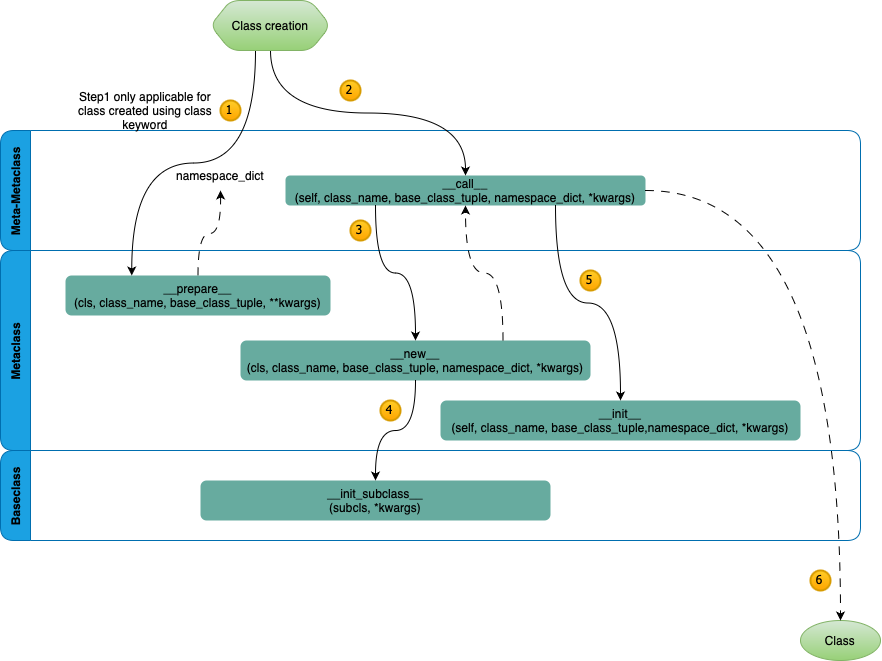 Class creation
Step1 only applicable for
class created using class
keyword
1
2
Meta-Metaclass
namespace_dict
__call__
(self, class_name, base_class_tuple, namespace_dict, *kwargs)
3
Metaclass
__prepare__
(cls, class_name, base_class_tuple, **kwargs)
5
__new__
(cls, class_name, base_class_tuple, namespace_dict, *kwargs)
4
__init__
(self, class_name, base_class_tuple,namespace_dict, *kwargs)
Baseclass
__init_subclass__
(subcls, *kwargs)
6
Class